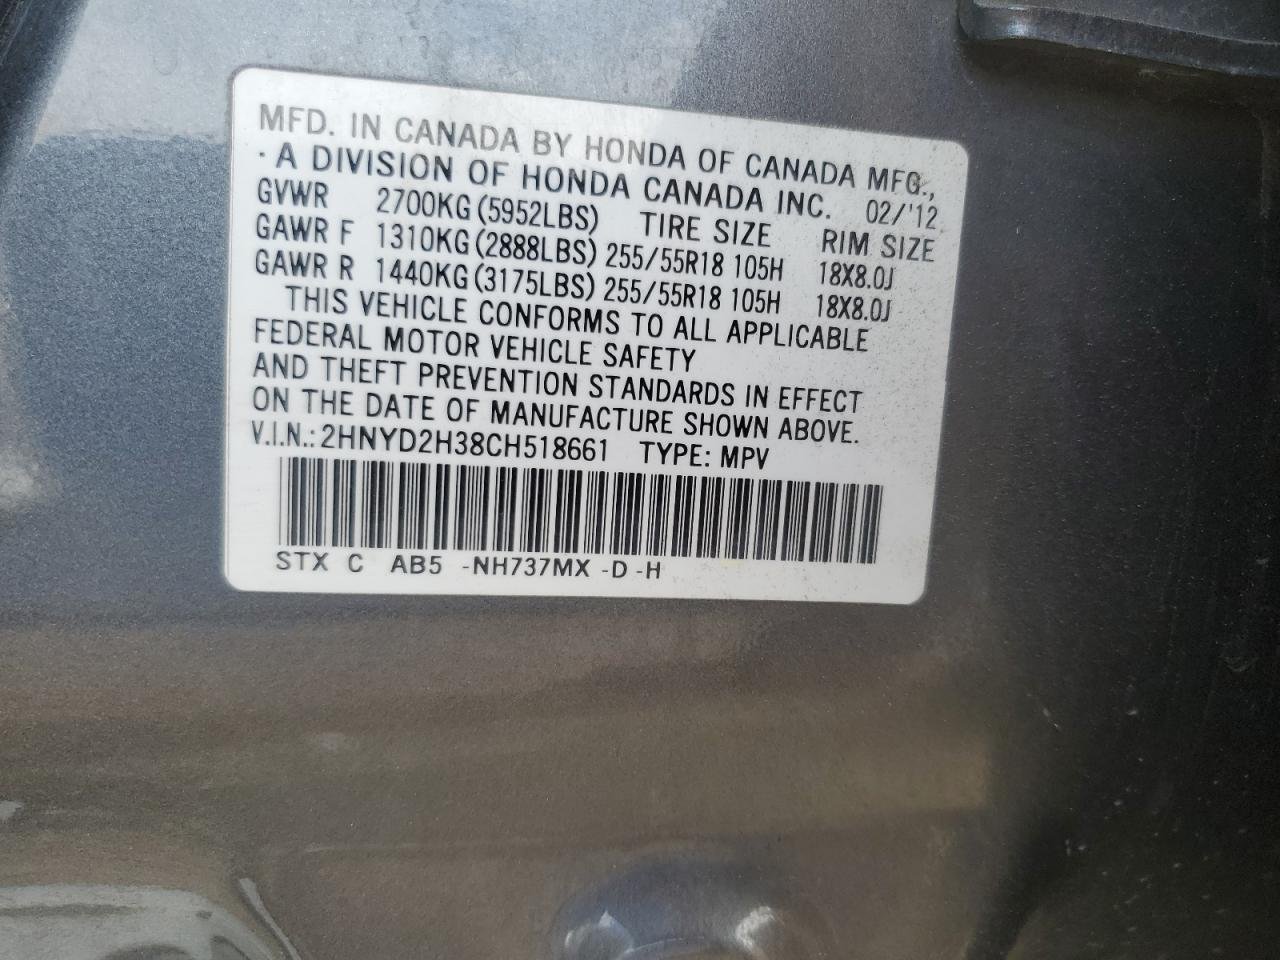 MFD. IN CANADA BY HONDA OF CANADA MFG.,
· A DIVISION OF HONDA CANADA INC. 02/'12
GVWR 2700KG (5952LBS) TIRE SIZE RIM SIZE
GAWR F 1310KG (2888LBS) 255/55R18 105H 18X8.0J
GAWR R 1440KG (3175LBS) 255/55R18 105H 18X8.0J
THIS VEHICLE CONFORMS TO ALL APPLICABLE
FEDERAL MOTOR VEHICLE SAFETY
AND THEFT PREVENTION STANDARDS IN EFFECT
ON THE DATE OF MANUFACTURE SHOWN ABOVE.
V.I.N.: 2HNYD2H38CH518661 TYPE: MPV
STX C AB5 -NH737MX -D -H